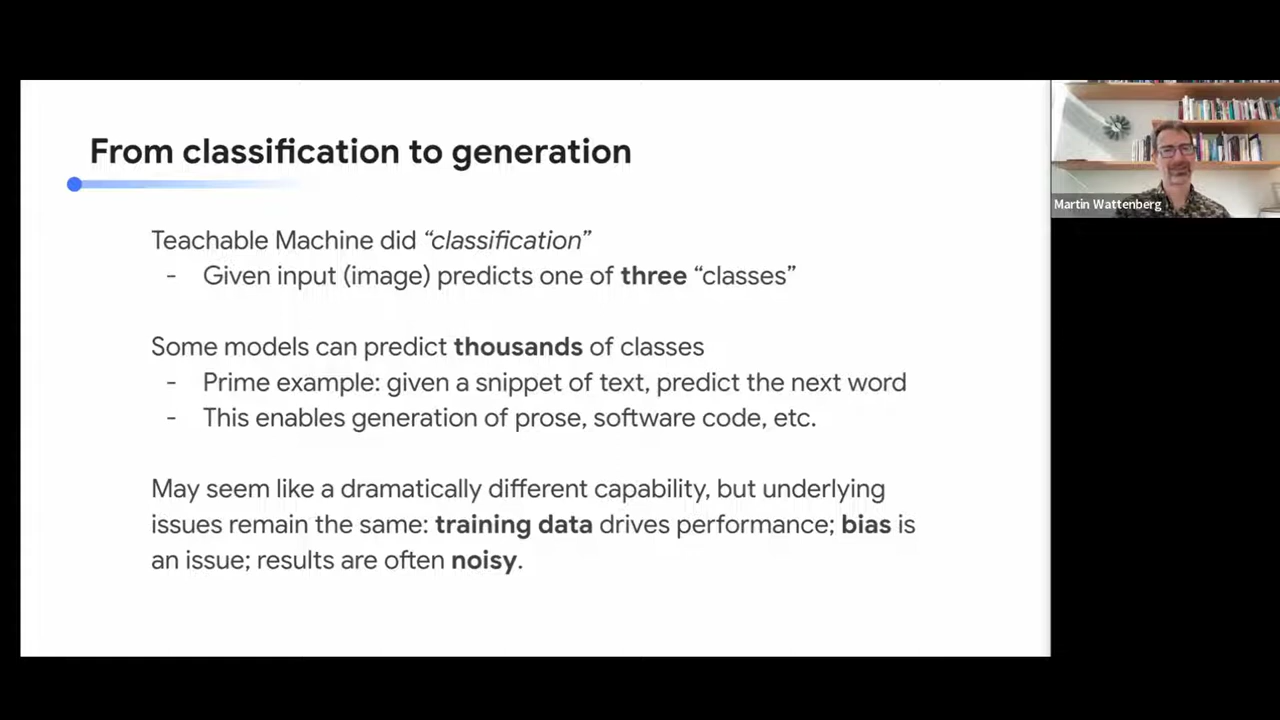 From classification to generation
Teachable Machine did “classification”
- Given input (image) predicts one of three “classes”
Some models can predict thousands of classes
- Prime example: given a snippet of text, predict the next word
- This enables generation of prose, software code, etc.
May seem like a dramatically different capability, but underlying
issues remain the same: training data drives performance; bias is
an issue; results are often noisy.
Martin Wattenberg